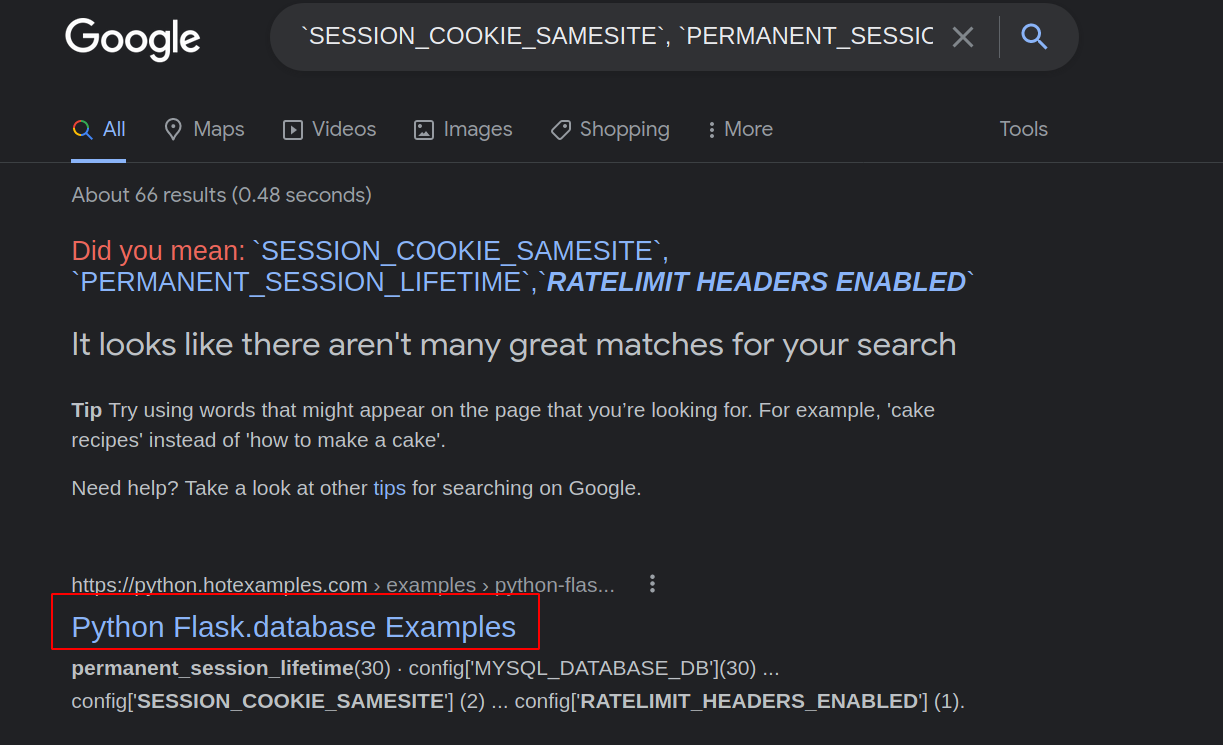 Google
`SESSION_COOKIE_SAMESITE`, `PERMANENT_SESSIO
All Maps Videos Images Shopping More Tools
About 66 results (0.48 seconds)
Did you mean: `SESSION_COOKIE_SAMESITE`,
`PERMANENT_SESSION_LIFETIME`,`RATELIMIT HEADERS ENABLED`
It looks like there aren't many great matches for your search
Tip Try using words that might appear on the page that you’re looking for. For example, 'cake
recipes' instead of 'how to make a cake'.
Need help? Take a look at other tips for searching on Google.
https://python.hotexamples.com › examples › python-flas...
Python Flask.database Examples
permanent_session_lifetime(30) · config['MYSQL_DATABASE_DB'](30) ...
config['SESSION_COOKIE_SAMESITE'] (2) ... config['RATELIMIT_HEADERS_ENABLED'] (1).